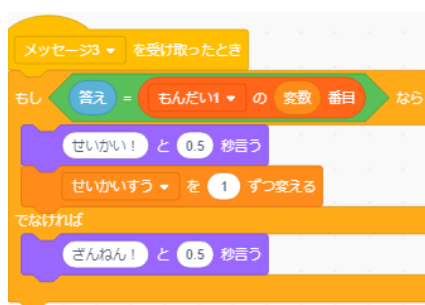 メッセージ3 を受け取ったとき
もし 答え = もんだい1 の 変数 番目 なら
せいかい！ と 0.5 秒言う
せいかいすう を 1 ずつ変える
でなければ
ざんねん！ と 0.5 秒言う